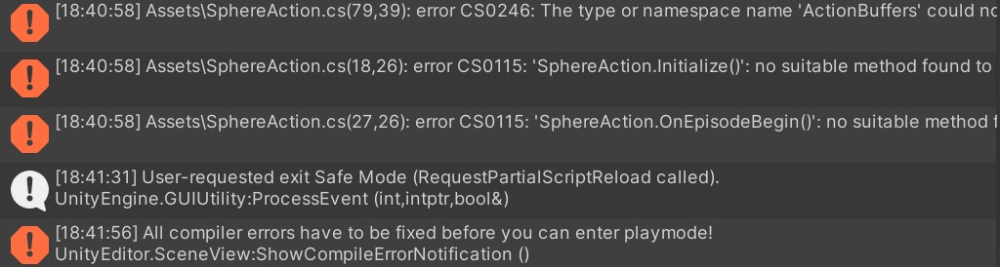 [18:40:58] Assets\SphereAction.cs(79,39): error CS0246: The type or namespace name 'ActionBuffers' could
[18:40:58] Assets\SphereAction.cs(18,26): error CS0115: 'SphereAction.Initialize()': no suitable method found to
[18:40:58] Assets\SphereAction.cs(27,26): error CS0115: 'SphereAction.OnEpisodeBegin()': no suitable method
[18:41:31] User-requested exit Safe Mode (RequestPartialScriptReload called).
UnityEngine.GUIUtility:ProcessEvent (int,intptr,bool&)
[18:41:56] All compiler errors have to be fixed before you can enter playmode!
UnityEditor.SceneView:ShowCompileErrorNotification ()